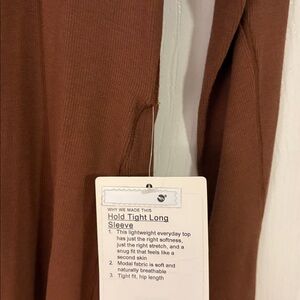 WHY WE MADE THIS
Hold Tight Long
Sleeve
1. This lightweight everyday top
has just the right softness,
just the right stretch, and a
snug fit that feels like a
second skin
2. Modal fabric is soft and
naturally breathable
3. Tight fit, hip length